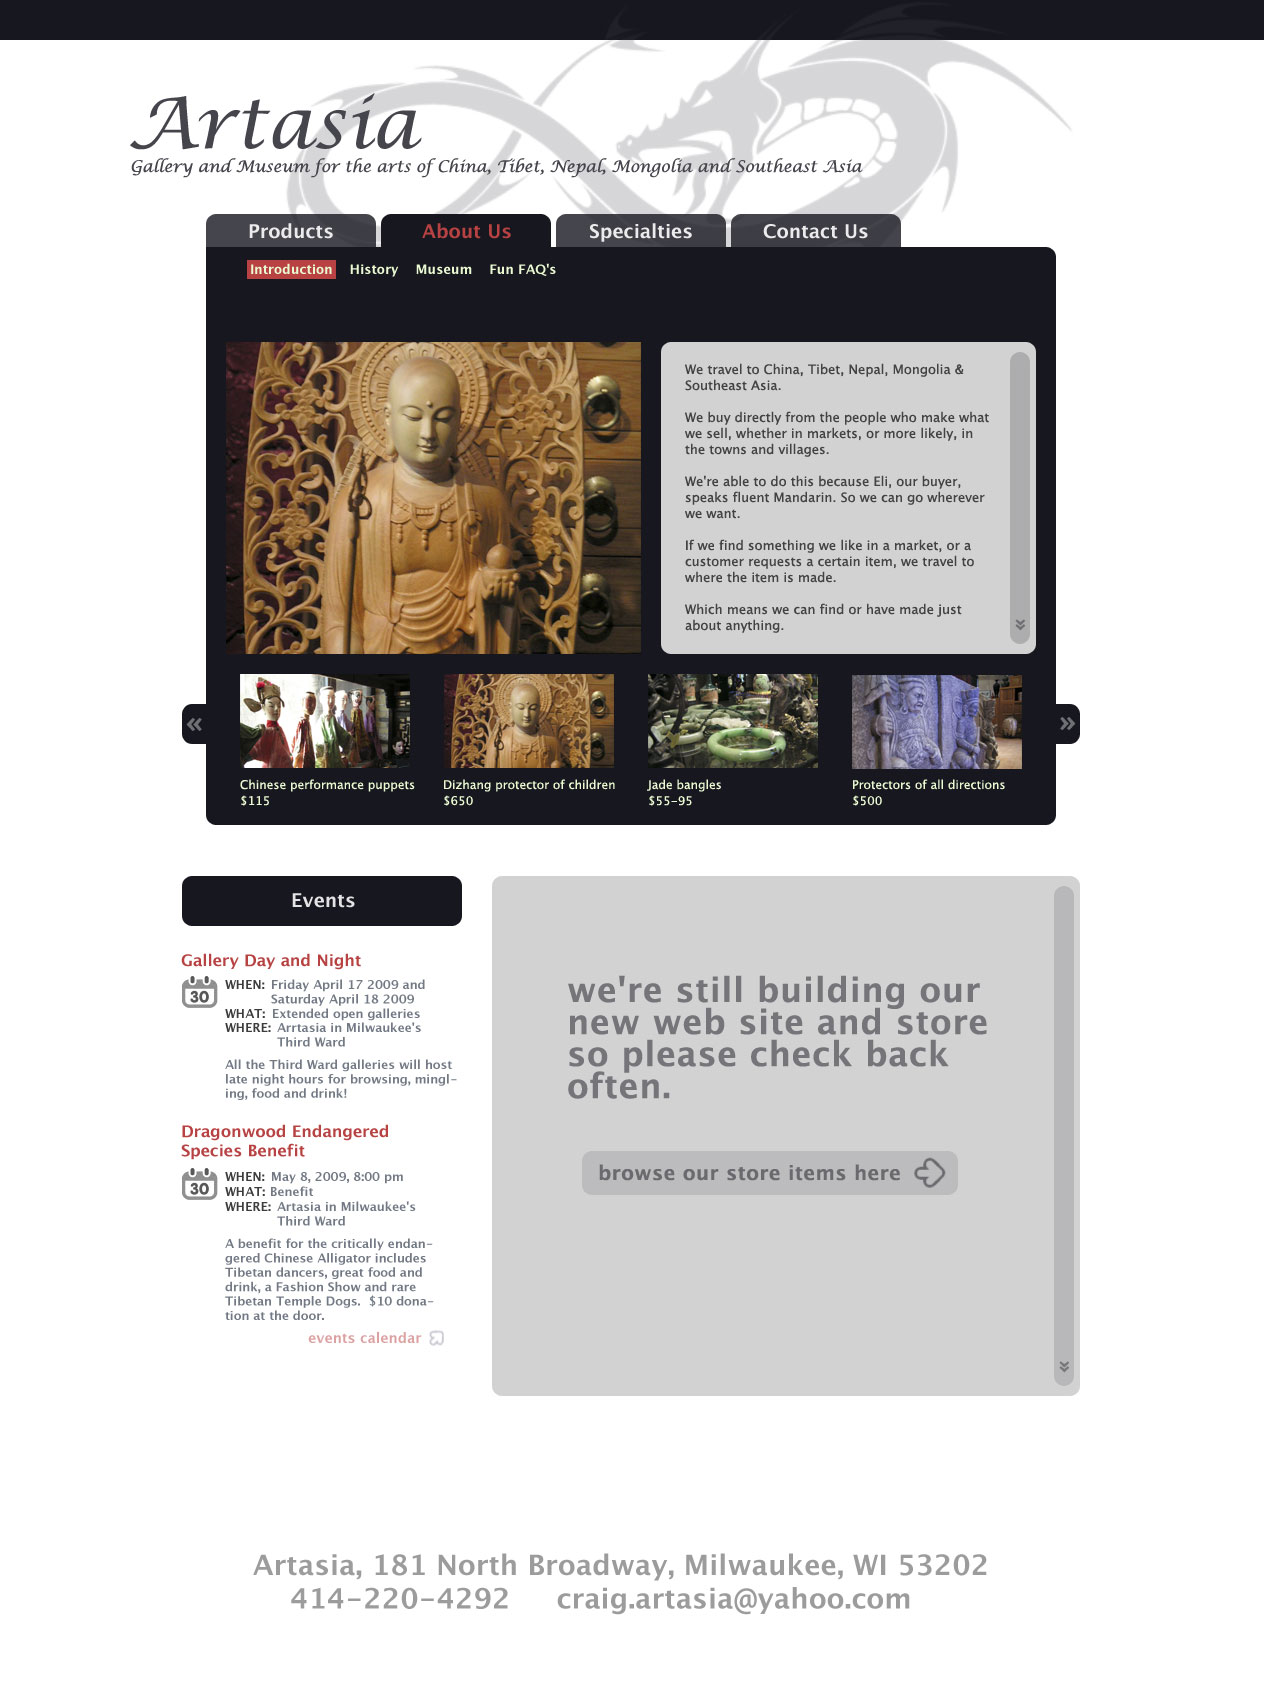 Artasia
Gallery and Museum for the arts of China, Tibet, Nepal, Mongolia and Southeast Asia
Products About Us Specialties Contact Us
Introduction History Museum Fun FAQ's
We travel to China, Tibet, Nepal, Mongolia &
Southeast Asia.
We buy directly from the people who make what
we sell, whether in markets, or more likely, in
the towns and villages.
We're able to do this because Eli, our buyer,
speaks fluent Mandarin. So we can go wherever
we want.
If we find something we like in a market, or a
customer requests a certain item, we travel to
where the item is made.
Which means we can find or have made just
about anything.
Chinese performance puppets
$115
Dizhang protector of children
$650
Jade bangles
$55-95
Protectors of all directions
$500
Events
Gallery Day and Night
30
WHEN: Friday April 17 2009 and
Saturday April 18 2009
WHAT: Extended open galleries
WHERE: Arrtasia in Milwaukee's
Third Ward
All the Third Ward galleries will host
late night hours for browsing, mingl-
ing, food and drink!
Dragonwood Endangered
Species Benefit
30
WHEN: May 8, 2009, 8:00 pm
WHAT: Benefit
WHERE: Artasia in Milwaukee's
Third Ward
A benefit for the critically endan-
gered Chinese Alligator includes
Tibetan dancers, great food and
drink, a Fashion Show and rare
Tibetan Temple Dogs. $10 dona-
tion at the door.
events calendar
we're still building our
new web site and store
so please check back
often.
browse our store items here
Artasia, 181 North Broadway, Milwaukee, WI 53202
414-220-4292 craig.artasia@yahoo.com